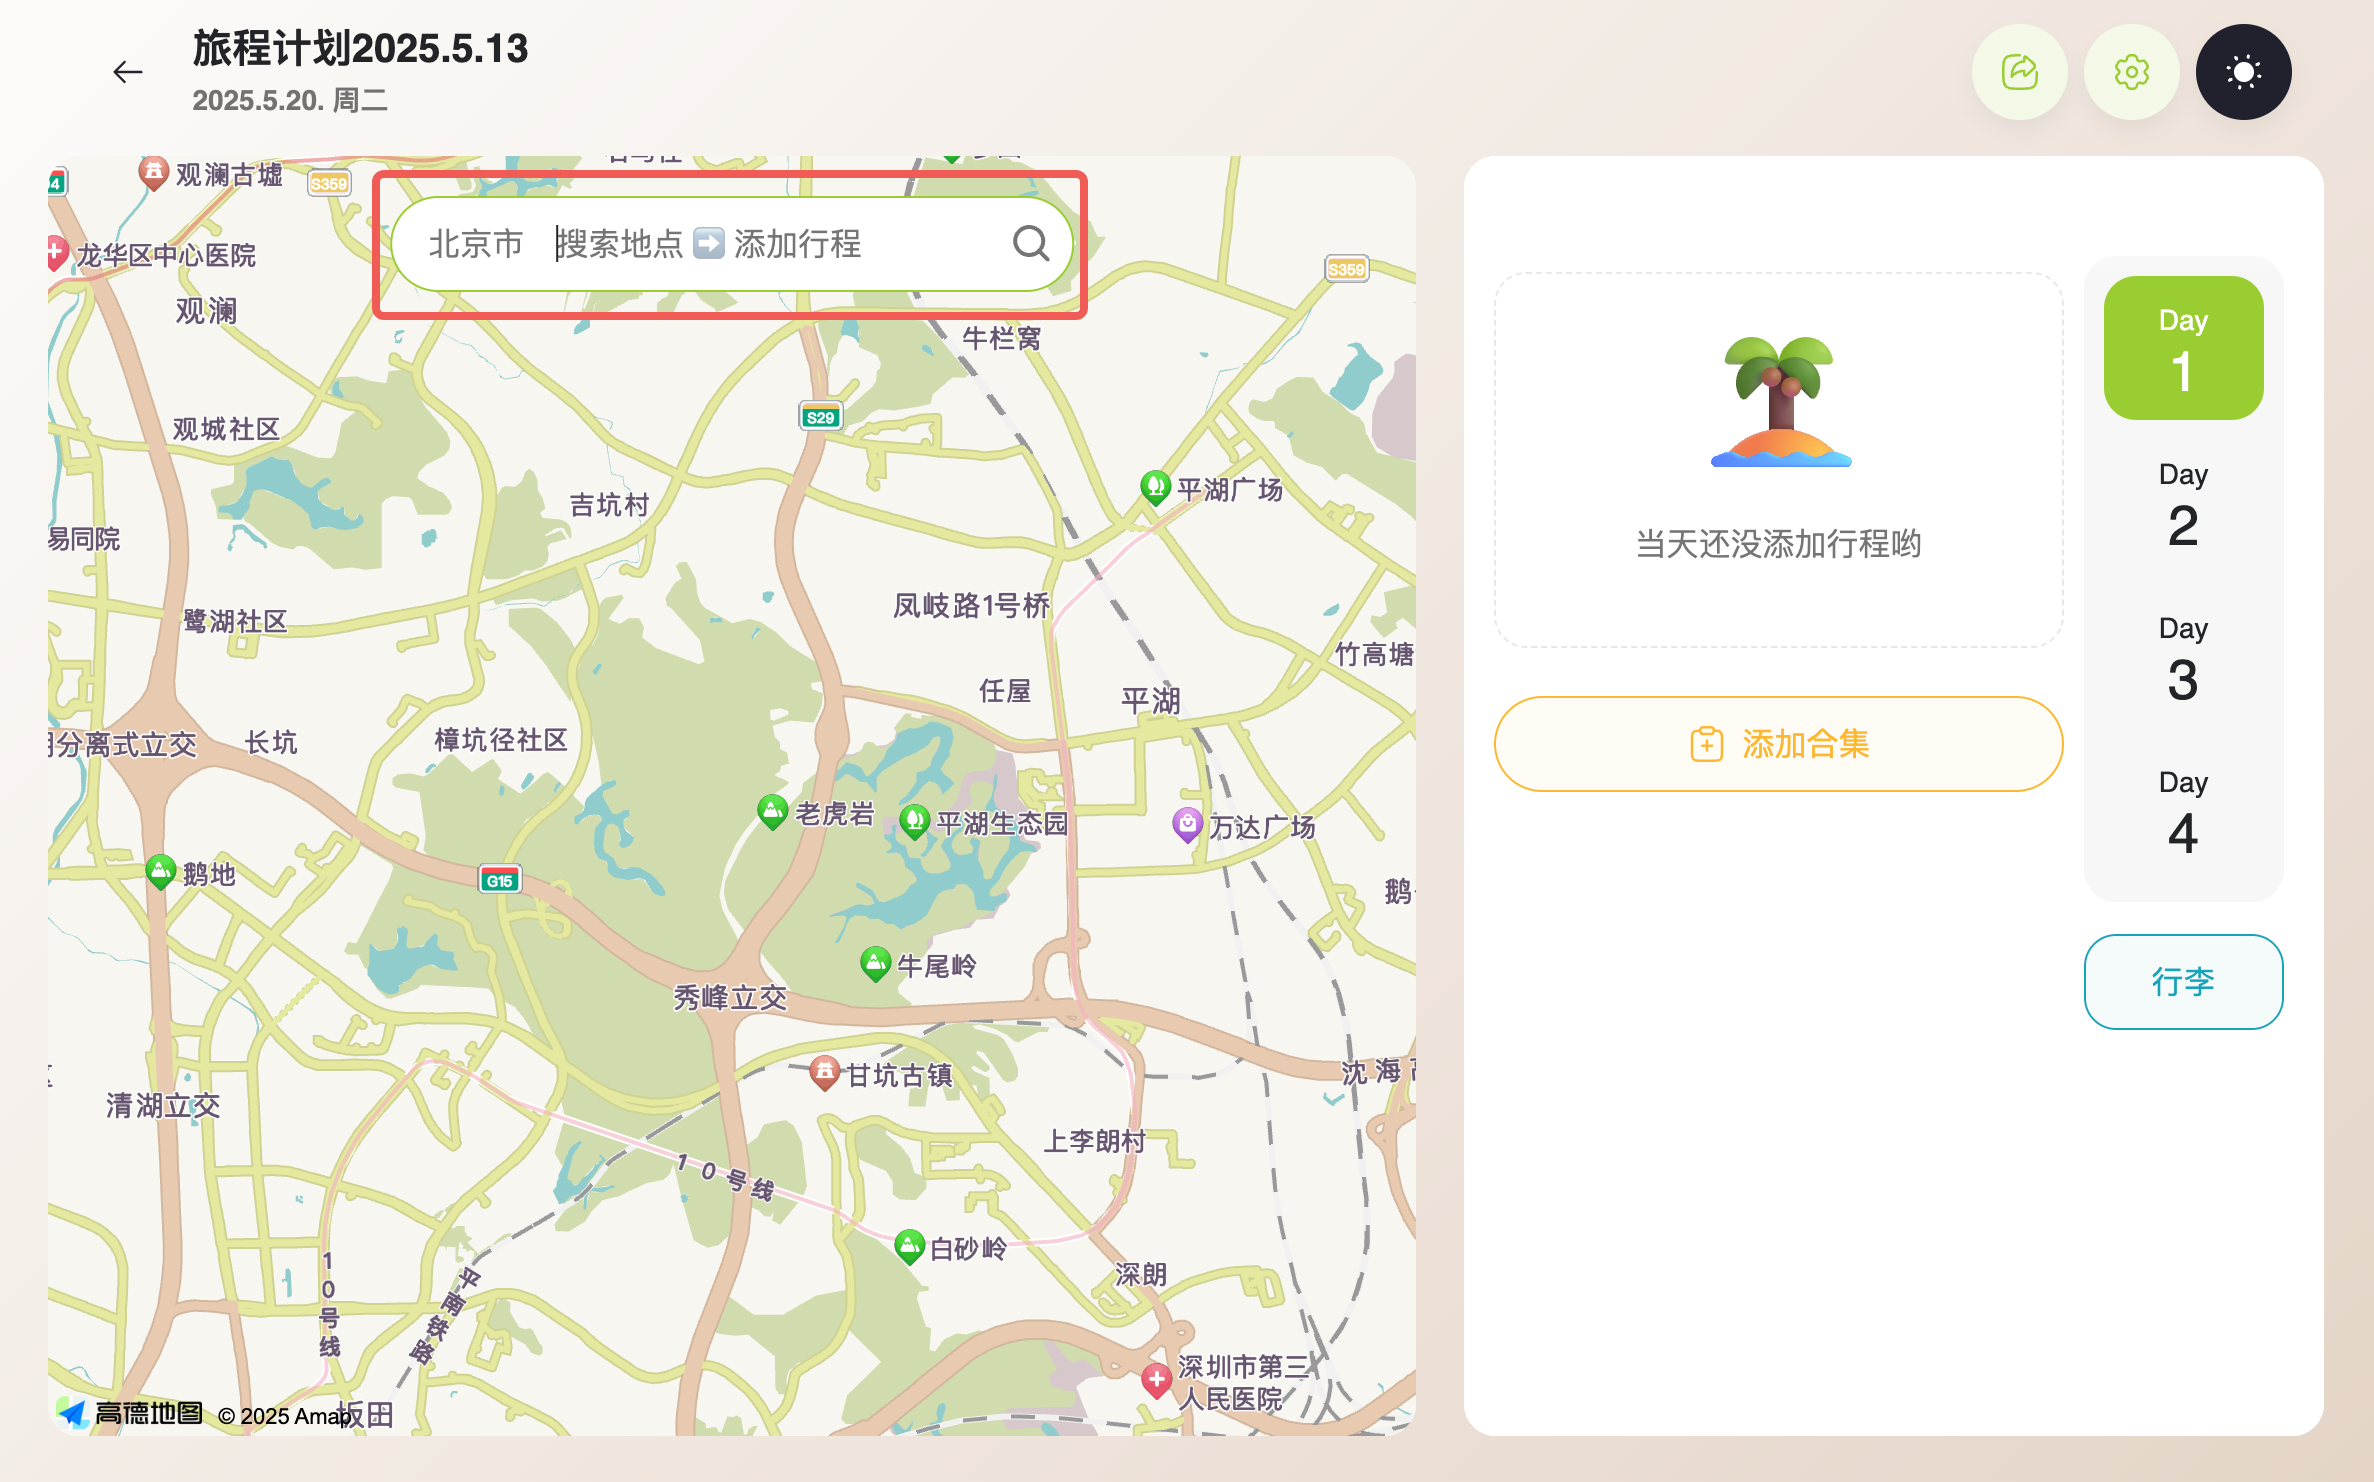 旅程计划2025.5.13
2025.5.20. 周二
观澜古墟
S359
4
北京市 搜索地点 ➡ 添加行程
S359
龙华区中心医院
观澜
牛栏窝
S29
观城社区
平湖广场
吉坑村
易同院
凤岐路1号桥
鹭湖社区
竹高塘
任屋
平湖
分离式立交
长坑
樟坑径社区
老虎岩
平湖生态园
万达广场
鹅地
G15
鹅
牛尾岭
秀峰立交
甘坑古镇
沈海高
清湖立交
上李朗村
10号线
白砂岭
10号线
平南铁路
深朗
深圳市第三
人民医院
高德地图 © 2025 Amap
坂田
当天还没添加行程哟
添加合集
Day
1
Day
2
Day
3
Day
4
行李